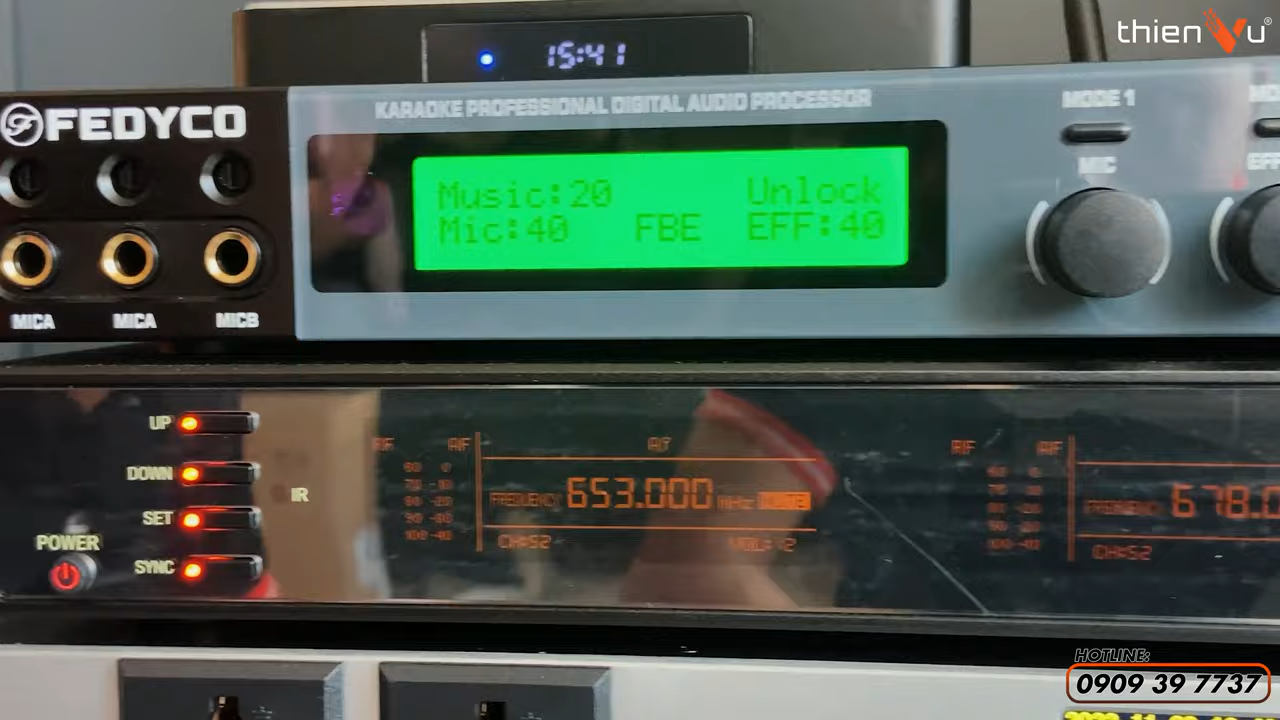 thienVu®
15:41
FEDYCO
KARAOKE PROFESSIONAL DIGITAL AUDIO PROCESSOR
MODE 1
Music:20 Unlock
Mic:40 FBE EFF:40
MIC
MICA MICA MICB
UP
DOWN
SET
SYNC
POWER
IR
RF AF
FREQUENCY 653.000 MHz
CH:52
RF AF
FREQUENCY 678.0
CH:52
HOTLINE:
0909 39 7737